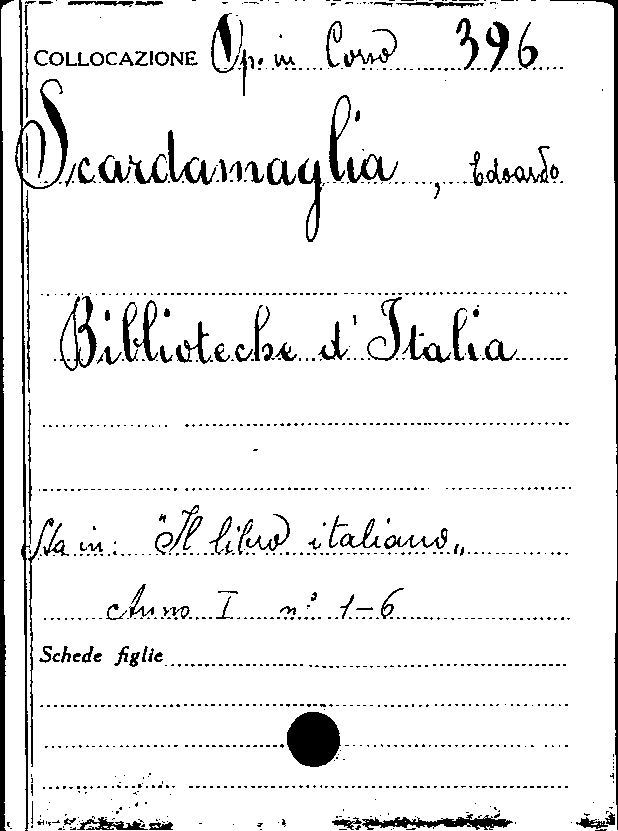 COLLOCAZIONE Op. in Corso 396
Scardamaglia, Edoardo
Biblioteche d'Italia
Sta in: "Il libro italiano„
Anno I n.° 1-6
Schede figlie